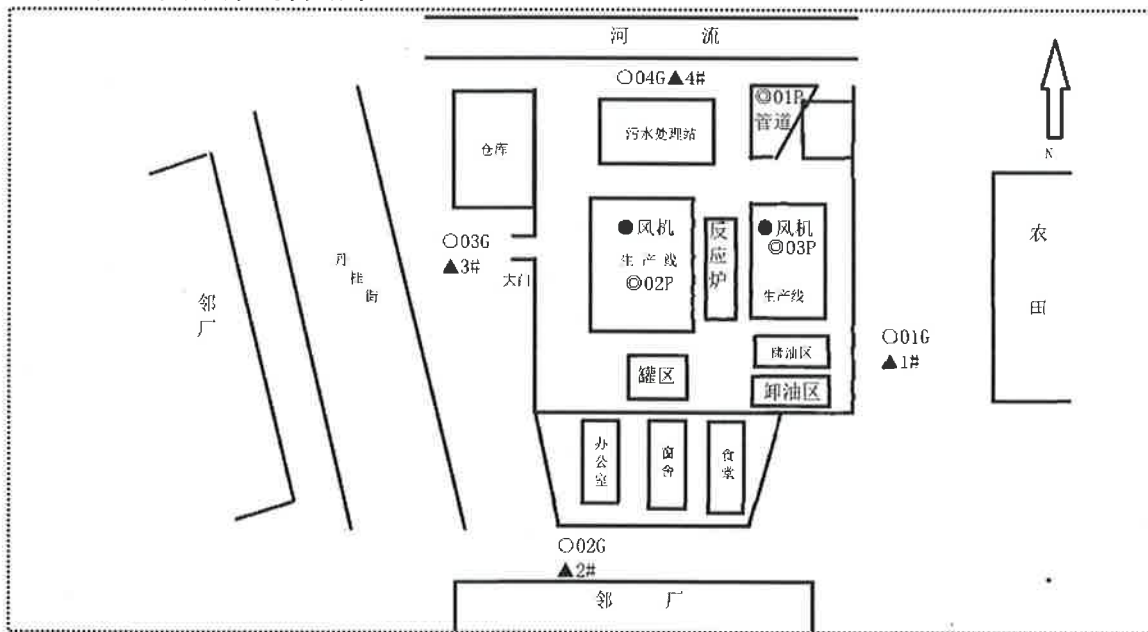 河 流
○04G▲4#
◎01P
管道
污水处理站
仓库
N
●风机
生产线
◎02P
反应炉
●风机
◎03P
生产线
○03G
▲3#
大门
丹桂街
邻厂
农田
○01G
▲1#
储油区
卸油区
罐区
办公室
宿舍
食堂
○02G
▲2#
邻 厂